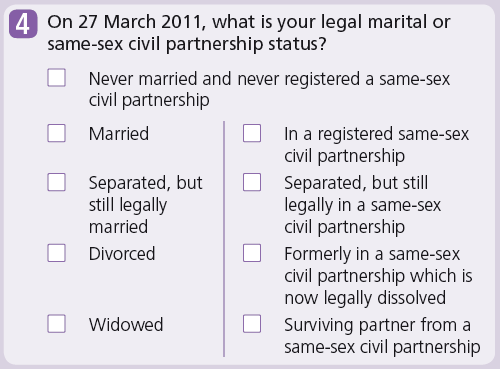 4 On 27 March 2011, what is your legal marital or
same-sex civil partnership status?
Never married and never registered a same-sex
civil partnership
Married
Separated, but
still legally
married
Divorced
Widowed
In a registered same-sex
civil partnership
Separated, but still
legally in a same-sex
civil partnership
Formerly in a same-sex
civil partnership which is
now legally dissolved
Surviving partner from a
same-sex civil partnership